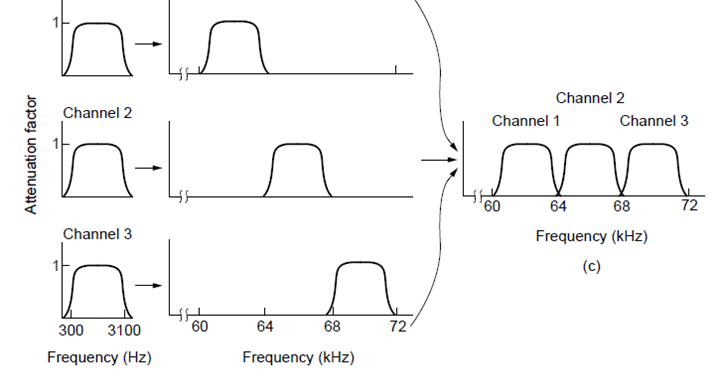 1
Attenuation factor
Channel 2
1
Channel 3
1
300 3100
Frequency (Hz)
60 64 68 72
Frequency (kHz)
Channel 2
Channel 1 Channel 3
60 64 68 72
Frequency (kHz)
(c)